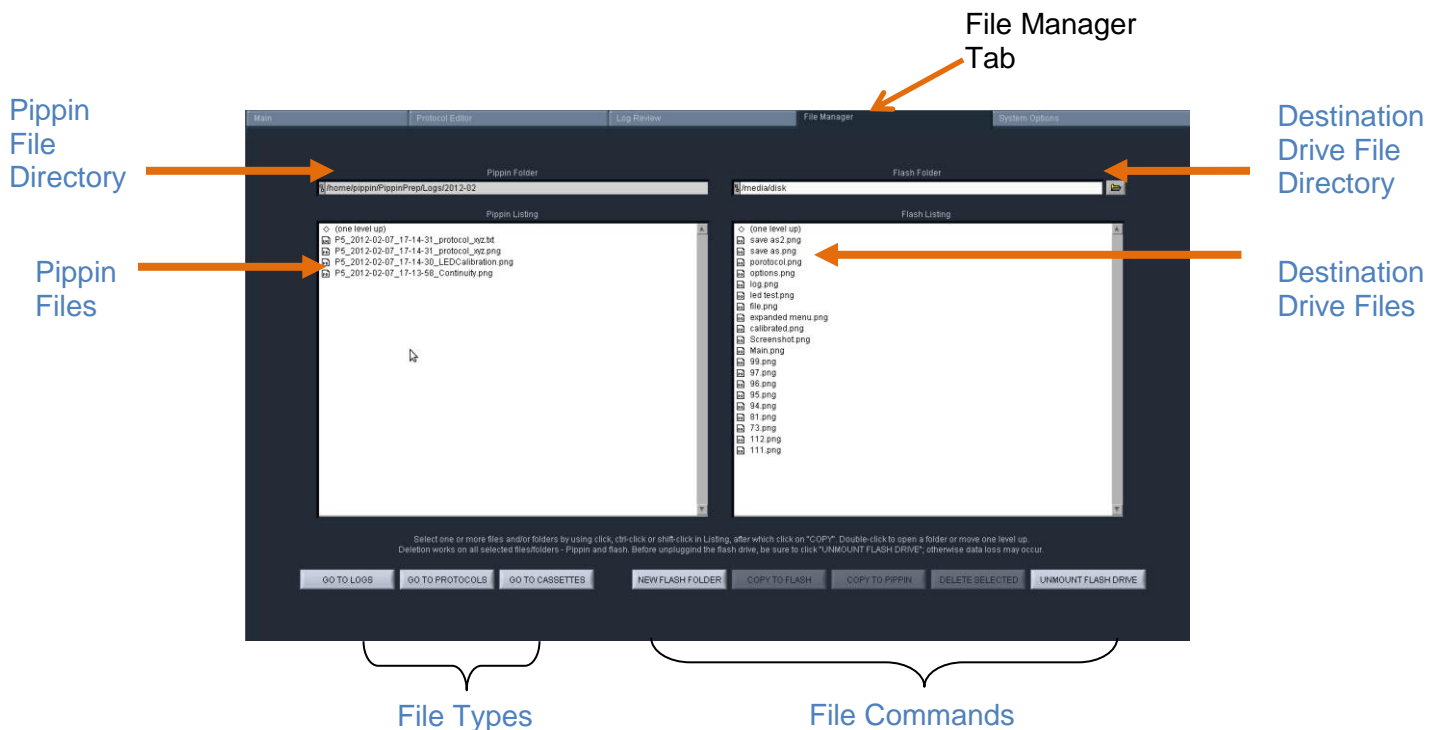 File Manager
Tab
Pippin
File
Directory
Destination
Drive File
Directory
Pippin
Files
Destination
Drive Files
Main
Protocol Editor
Log Review
File Manager
System Options
Pippin Folder
/home/pippin/PippinPrep/Logs/2012-02
Pippin Listing
(one level up)
P5_2012-02-07_17-14-31_protocol_xyz.txt
P5_2012-02-07_17-14-31_protocol_xyz.png
P5_2012-02-07_17-14-30_LEDCalibration.png
P5_2012-02-07_17-13-58_Continuity.png
Flash Folder
/media/disk
Flash Listing
(one level up)
save as2.png
save as.png
porotocol.png
options.png
log.png
led test.png
file.png
expanded menu.png
calibrated.png
Screenshot.png
Main.png
99.png
97.png
96.png
95.png
94.png
81.png
73.png
112.png
111.png
Select one or more files and/or folders by using click, ctrl-click or shift-click in Listing, after which click on "COPY". Double-click to open a folder or move one level up.
Deletion works on all selected files/folders - Pippin and flash. Before unpluggind the flash drive, be sure to click "UNMOUNT FLASH DRIVE"; otherwise data loss may occur.
GO TO LOGS
GO TO PROTOCOLS
GO TO CASSETTES
NEW FLASH FOLDER
COPY TO FLASH
COPY TO PIPPIN
DELETE SELECTED
UNMOUNT FLASH DRIVE
File Types
File Commands